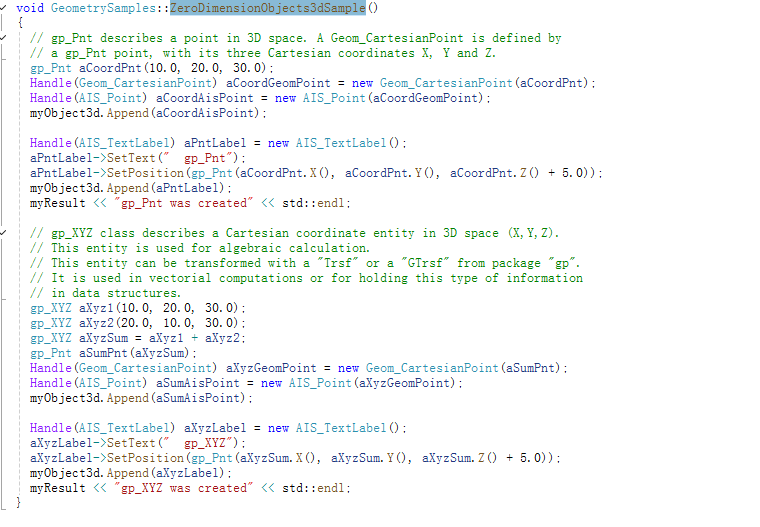 void GeometrySamples::ZeroDimensionObjects3dSample()
{
// gp_Pnt describes a point in 3D space. A Geom_CartesianPoint is defined by
// a gp_Pnt point, with its three Cartesian coordinates X, Y and Z.
gp_Pnt aCoordPnt(10.0, 20.0, 30.0);
Handle(Geom_CartesianPoint) aCoordGeomPoint = new Geom_CartesianPoint(aCoordPnt);
Handle(AIS_Point) aCoordAisPoint = new AIS_Point(aCoordGeomPoint);
myObject3d.Append(aCoordAisPoint);
Handle(AIS_TextLabel) aPntLabel = new AIS_TextLabel();
aPntLabel->SetText("  gp_Pnt");
aPntLabel->SetPosition(gp_Pnt(aCoordPnt.X(), aCoordPnt.Y(), aCoordPnt.Z() + 5.0));
myObject3d.Append(aPntLabel);
myResult << "gp_Pnt was created" << std::endl;
// gp_XYZ class describes a Cartesian coordinate entity in 3D space (X,Y,Z).
// This entity is used for algebraic calculation.
// This entity can be transformed with a "Trsf" or a "GTrsf" from package "gp".
// It is used in vectorial computations or for holding this type of information
// in data structures.
gp_XYZ aXyz1(10.0, 20.0, 30.0);
gp_XYZ aXyz2(20.0, 10.0, 30.0);
gp_XYZ aXyzSum = aXyz1 + aXyz2;
gp_Pnt aSumPnt(aXyzSum);
Handle(Geom_CartesianPoint) aXyzGeomPoint = new Geom_CartesianPoint(aSumPnt);
Handle(AIS_Point) aSumAisPoint = new AIS_Point(aXyzGeomPoint);
myObject3d.Append(aSumAisPoint);
Handle(AIS_TextLabel) aXyzLabel = new AIS_TextLabel();
aXyzLabel->SetText("  gp_XYZ");
aXyzLabel->SetPosition(gp_Pnt(aXyzSum.X(), aXyzSum.Y(), aXyzSum.Z() + 5.0));
myObject3d.Append(aXyzLabel);
myResult << "gp_XYZ was created" << std::endl;
}